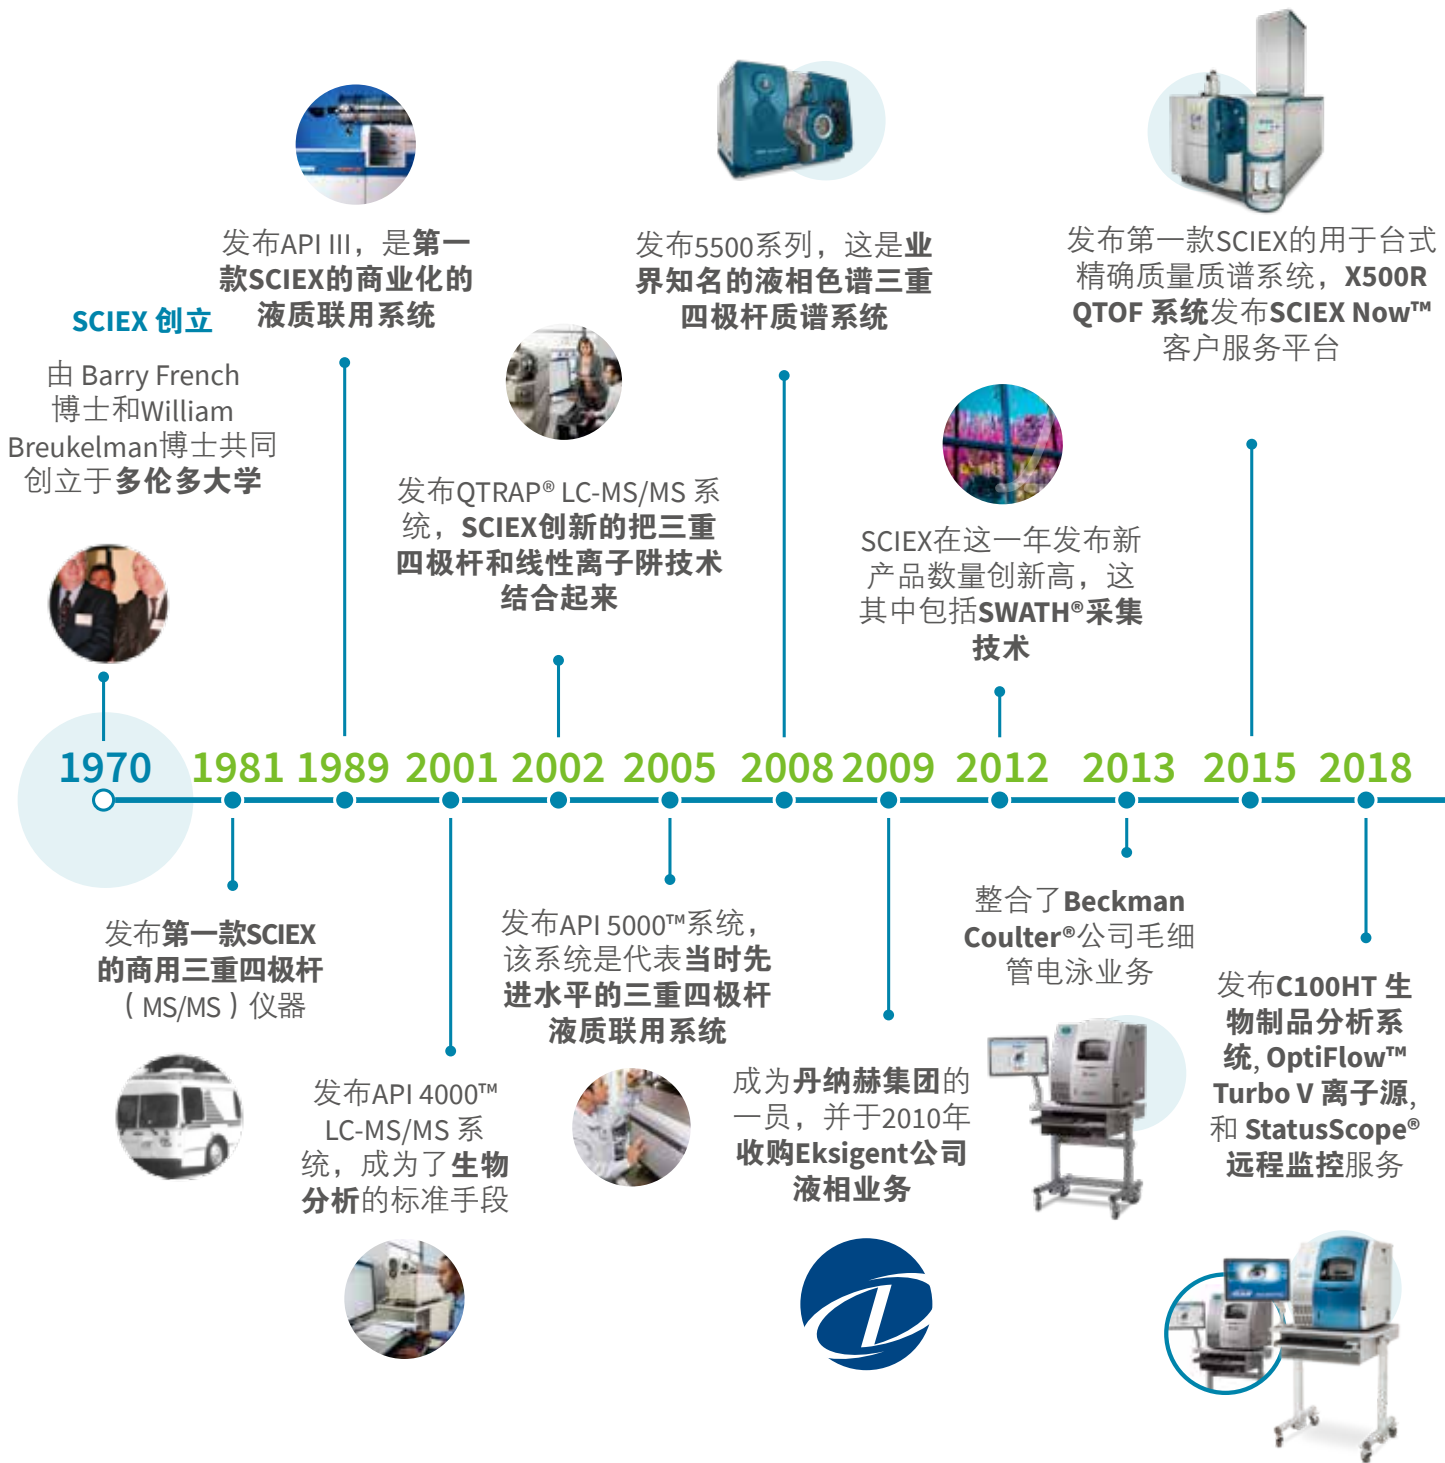 发布API III，是第一
款SCIEX的商业化的
液质联用系统
发布5500系列，这是业
界知名的液相色谱三重
四极杆质谱系统
发布第一款SCIEX的用于台式
精确质量质谱系统，X500R
QTOF 系统发布SCIEX Now™
客户服务平台
SCIEX 创立
由 Barry French
博士和William
Breukelman博士共同
创立于多伦多大学
发布QTRAP® LC-MS/MS 系
统，SCIEX创新的把三重
四极杆和线性离子阱技术
结合起来
SCIEX在这一年发布新
产品数量创新高，这
其中包括SWATH®采集
技术
1970 1981 1989 2001 2002 2005 2008 2009 2012 2013 2015 2018
发布第一款SCIEX
的商用三重四极杆
（MS/MS）仪器
发布API 4000™
LC-MS/MS 系
统，成为了生物
分析的标准手段
发布API 5000™系统，
该系统是代表当时先
进水平的三重四极杆
液质联用系统
成为丹纳赫集团的
一员，并于2010年
收购Eksigent公司
液相业务
整合了Beckman
Coulter®公司毛细
管电泳业务
发布C100HT 生
物制品分析系
统, OptiFlow™
Turbo V 离子源,
和 StatusScope®
远程监控服务